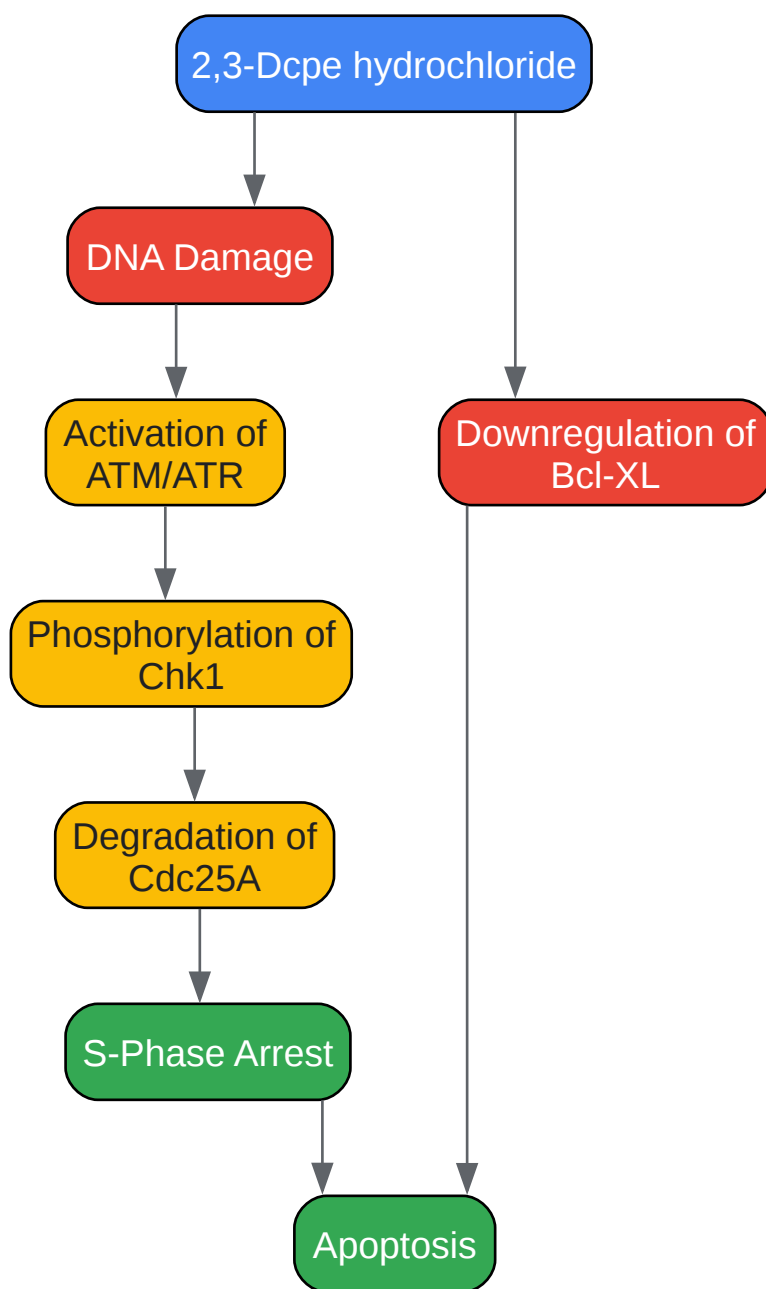 2,3-Dcpe hydrochloride
DNA Damage
Activation of
ATM/ATR
Downregulation of
Bcl-XL
Phosphorylation of
Chk1
Degradation of
Cdc25A
S-Phase Arrest
Apoptosis